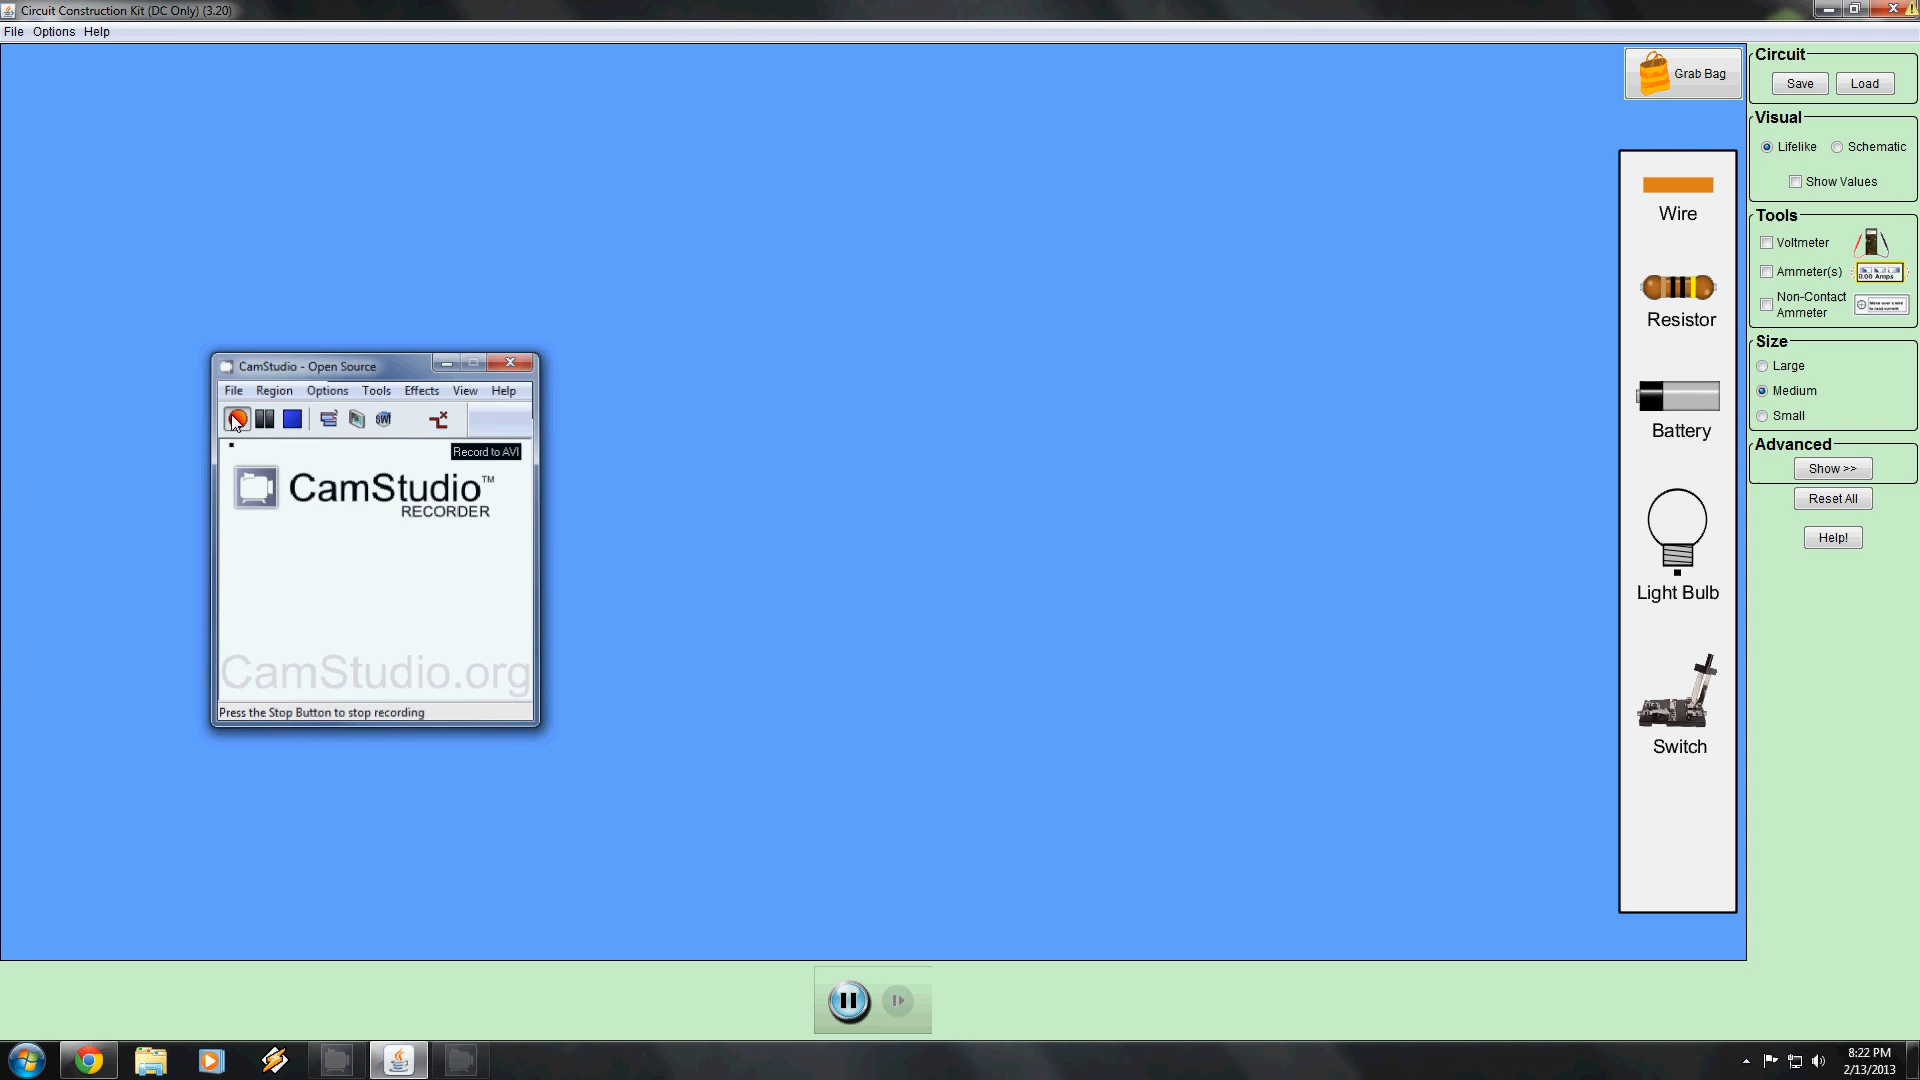 Circuit Construction Kit (DC Only) (3.20)
File Options Help
Grab Bag
Wire
Resistor
Battery
Light Bulb
Switch
Circuit
Save Load
Visual
Lifelike Schematic
Show Values
Tools
Voltmeter
Ammeter(s)
0.00 Amps
Non-Contact
Ammeter
Size
Large
Medium
Small
Advanced
Show >>
Reset All
Help!
CamStudio - Open Source
File Region Options Tools Effects View Help
Record to AVI
CamStudio™
RECORDER
CamStudio.org
Press the Stop Button to stop recording
8:22 PM
2/13/2013